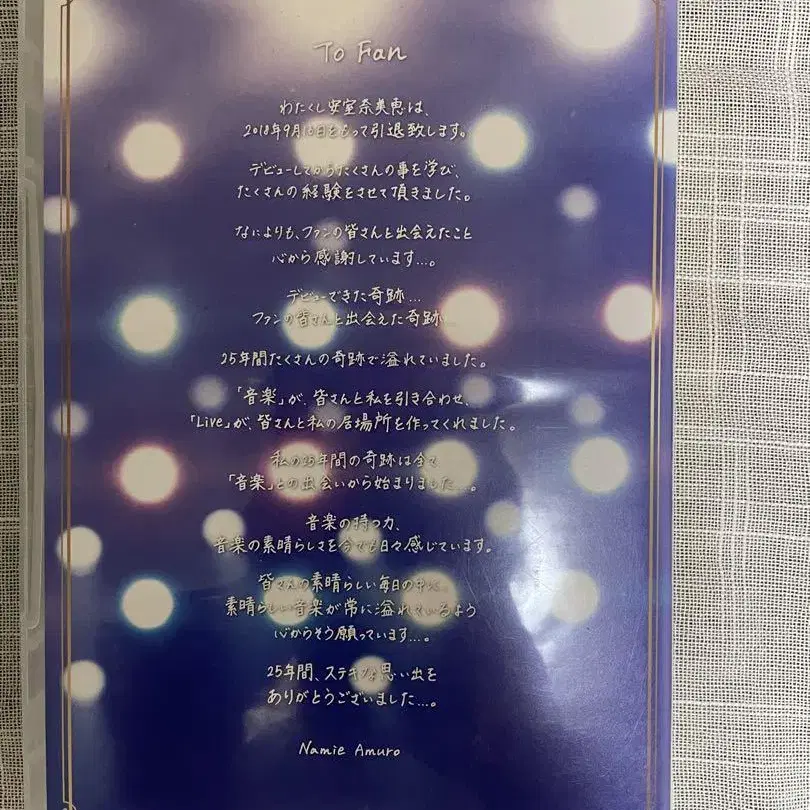 To Fan
わたくし安室奈美恵は、
2018年9月16日をもって引退致します。
デビューしてからたくさんの事を学び、
たくさんの経験をさせて頂きました。
なによりも、ファンの皆さんと出会えたこと
心から感謝しています…。
デビューできた奇跡…
ファンの皆さんと出会えた奇跡…
25年間たくさんの奇跡で溢れていました。
「音楽」が、皆さんと私を引き合わせ、
「Live」が、皆さんと私の居場所を作ってくれました。
私の25年間の奇跡は全て
「音楽」との出会いから始まりました…。
音楽の持つ力、
音楽の素晴らしさを今でも日々感じています。
皆さんの素晴らしい毎日の中に、
素晴らしい音楽が常に溢れているよう
心からそう願っています…。
25年間、ステキな思い出を
ありがとうございました…。
Namie Amuro